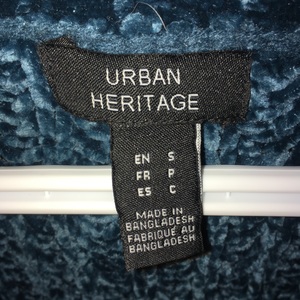 URBAN
HERITAGE
EN S
FR P
ES C
MADE IN
BANGLADESH
FABRIQUÉ AU
BANGLADESH